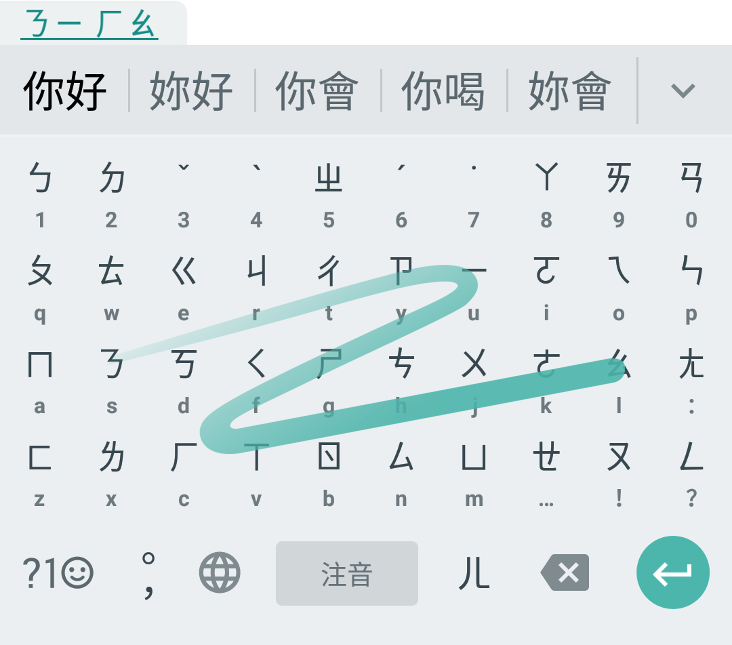 ㄋㄧ ㄏㄠ
你好 妳好 你會 你喝 妳會
ㄅ ㄉ ˇ ˋ ㄓ ˊ ˙ ㄚ ㄞ ㄢ
1 2 3 4 5 6 7 8 9 0
ㄆ ㄊ ㄍ ㄐ ㄔ ㄗ ㄧ ㄛ ㄟ ㄣ
q w e r t y u i o p
ㄇ ㄋ ㄎ ㄑ ㄕ ㄘ ㄨ ㄜ ㄠ ㄤ
a s d f g h j k l :
ㄈ ㄌ ㄏ ㄒ ㄖ ㄙ ㄩ ㄝ ㄡ ㄥ
z x c v b n m … ! ?
?1☺ °, 注音 ㄦ